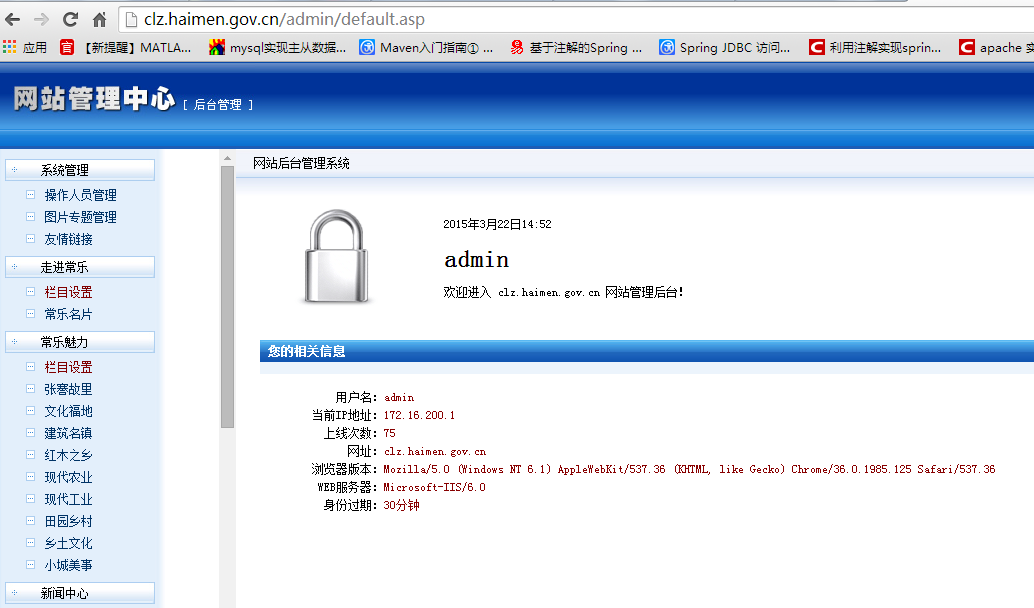 clz.haimen.gov.cn/admin/default.asp
应用 【新提醒】MATLA... mysql实现主从数据... Maven入门指南① ... 基于注解的Spring ... Spring JDBC 访问... 利用注解实现sprin... apache 实
网站管理中心 [ 后台管理 ]
系统管理
操作人员管理
图片专题管理
友情链接
走进常乐
栏目设置
常乐名片
常乐魅力
栏目设置
张謇故里
文化福地
建筑名镇
红木之乡
现代农业
现代工业
田园乡村
乡土文化
小城美事
新闻中心
网站后台管理系统
2015年3月22日14:52
admin
欢迎进入 clz.haimen.gov.cn 网站管理后台!
您的相关信息
用户名: admin
当前IP地址: 172.16.200.1
上线次数: 75
网址: clz.haimen.gov.cn
浏览器版本: Mozilla/5.0 (Windows NT 6.1) AppleWebKit/537.36 (KHTML, like Gecko) Chrome/36.0.1985.125 Safari/537.36
WEB服务器: Microsoft-IIS/6.0
身份过期: 30分钟